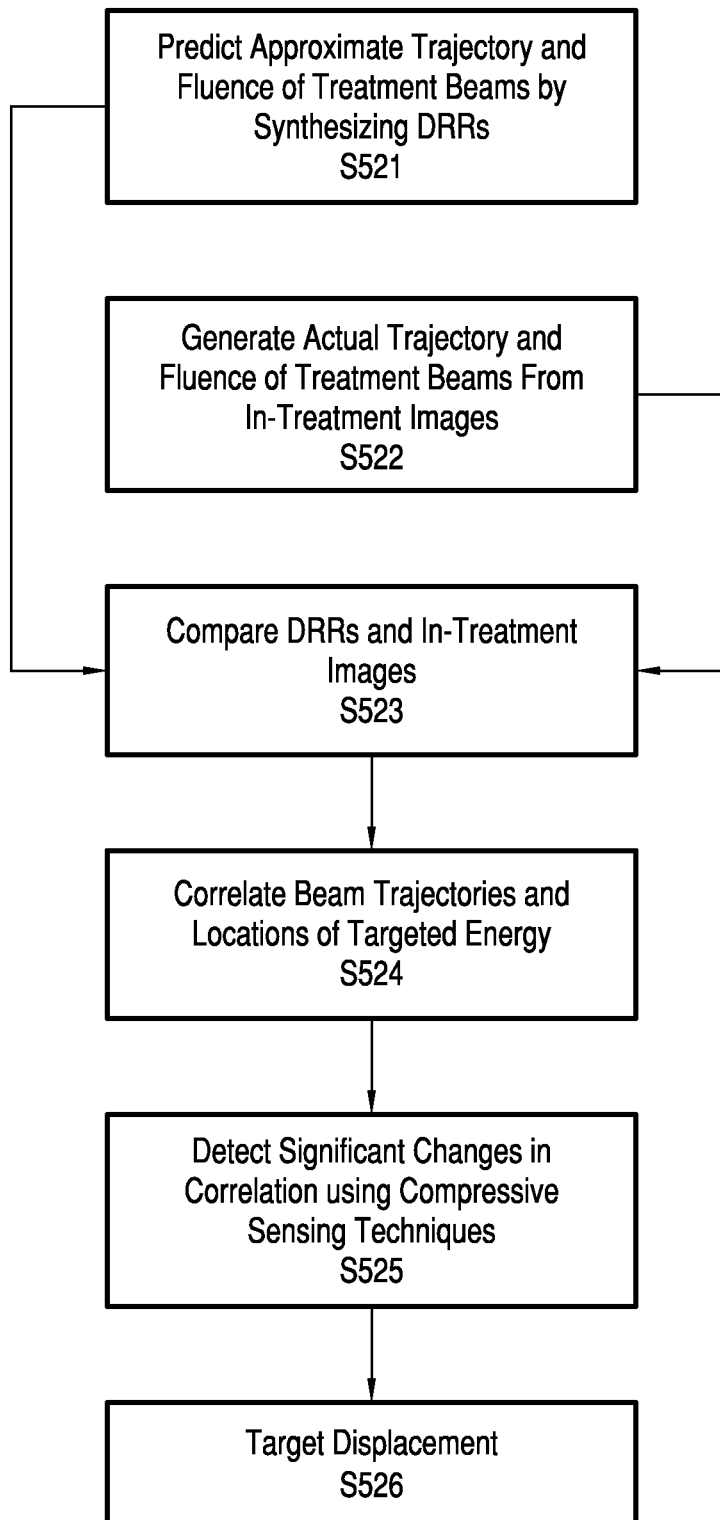 Predict Approximate Trajectory and
Fluence of Treatment Beams by
Synthesizing DRRs
S521
Generate Actual Trajectory and
Fluence of Treatment Beams From
In-Treatment Images
S522
Compare DRRs and In-Treatment
Images
S523
Correlate Beam Trajectories and
Locations of Targeted Energy
S524
Detect Significant Changes in
Correlation using Compressive
Sensing Techniques
S525
Target Displacement
S526